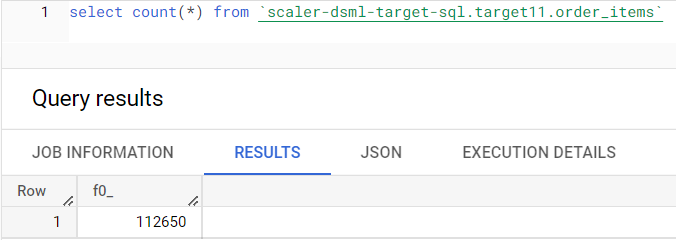 1 select count(*) from `scaler-dsml-target-sql.target11.order_items`
Query results
JOB INFORMATION RESULTS JSON EXECUTION DETAILS
Row f0_
1 112650